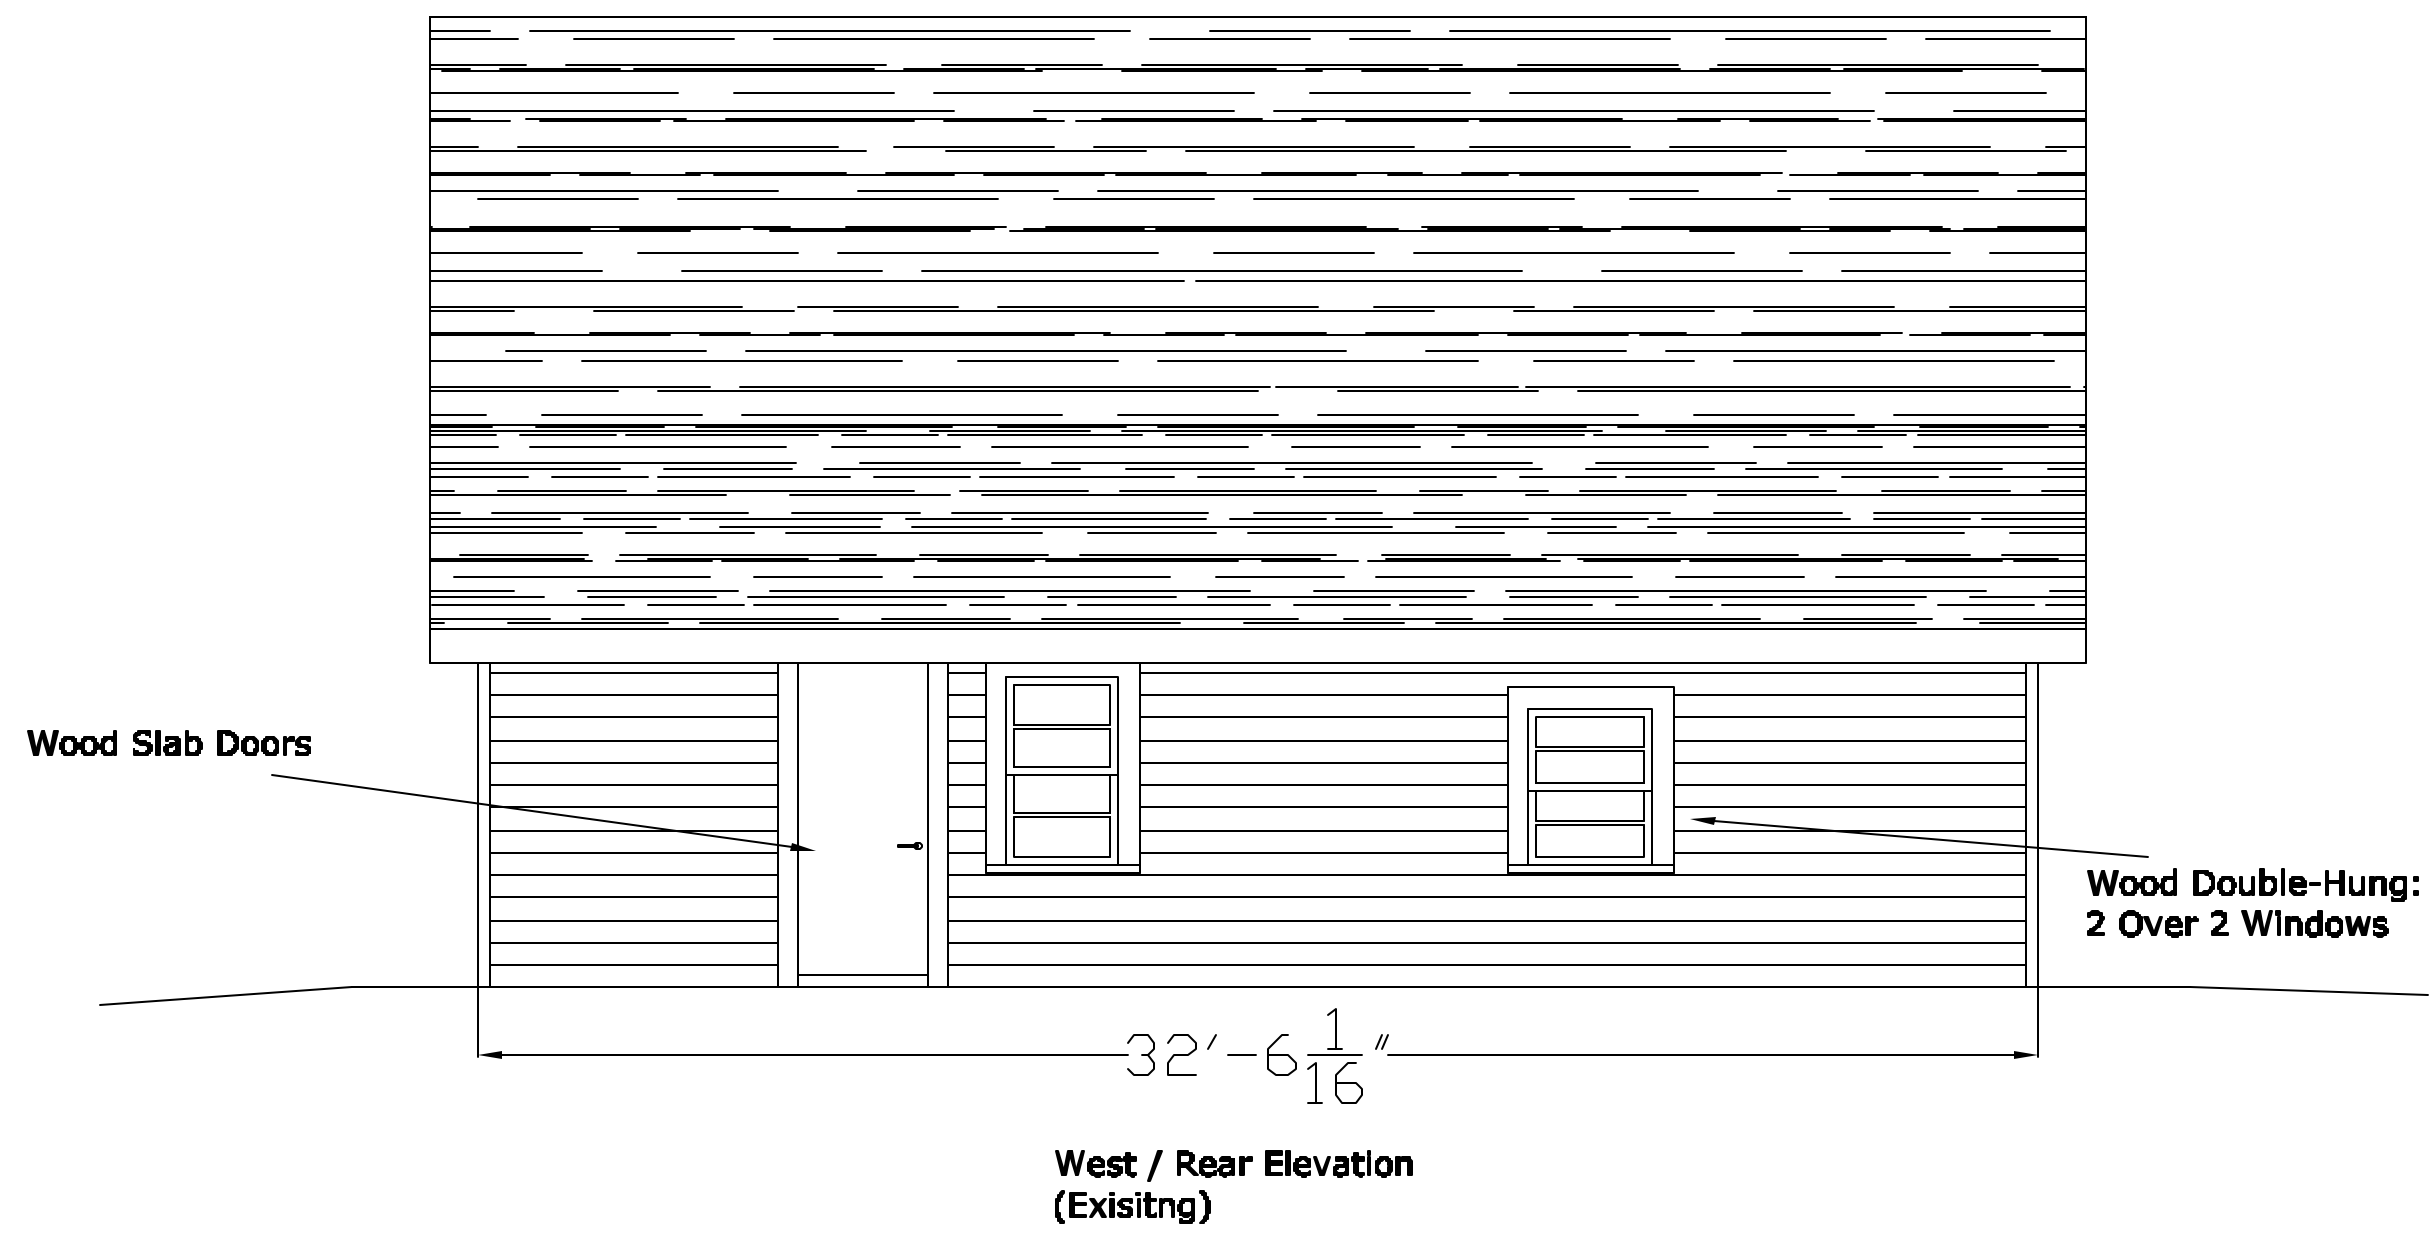 Wood Slab Doors
Wood Double-Hung:
2 Over 2 Windows
32'-6 1/16"
West / Rear Elevation
(Exisitng)